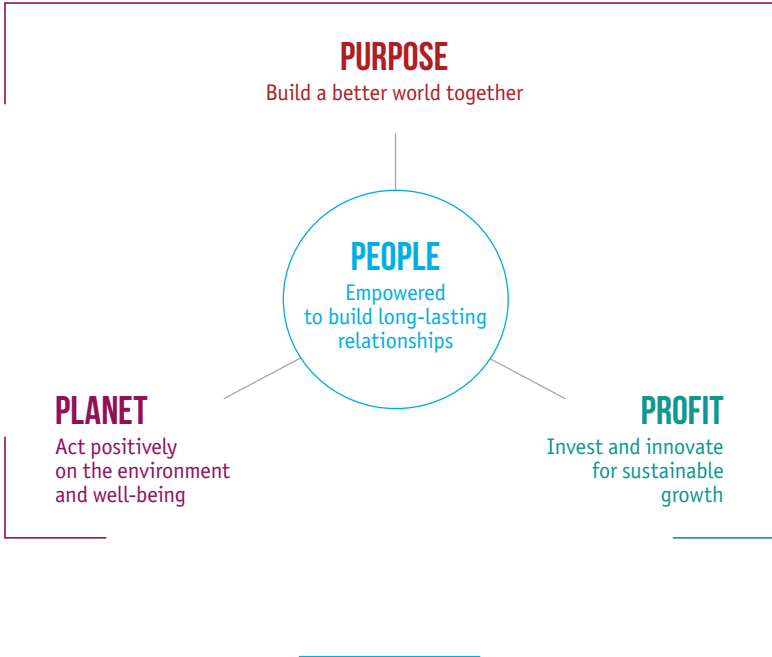 PURPOSE
Build a better world together
PEOPLE
Empowered
to build long-lasting
relationships
PLANET
Act positively
on the environment
and well-being
PROFIT
Invest and innovate
for sustainable
growth